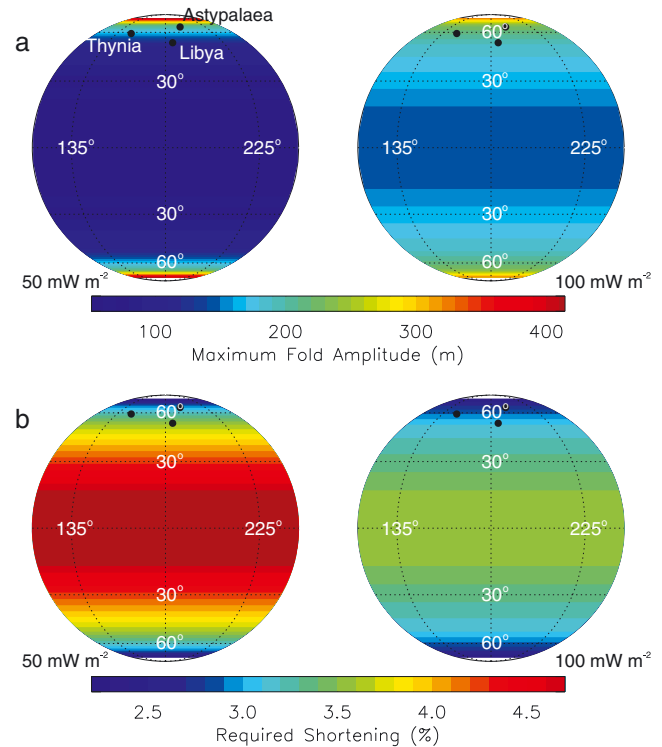 a
Astypalaea
Thynia
Libya
60°
30°
30°
135°
225°
135°
225°
30°
30°
60°
60°
50 mW m⁻²
100 mW m⁻²
100
200
300
400
Maximum Fold Amplitude (m)
b
60°
60°
30°
30°
135°
225°
135°
225°
30°
30°
60°
60°
50 mW m⁻²
100 mW m⁻²
2.5
3.0
3.5
4.0
4.5
Required Shortening (%)